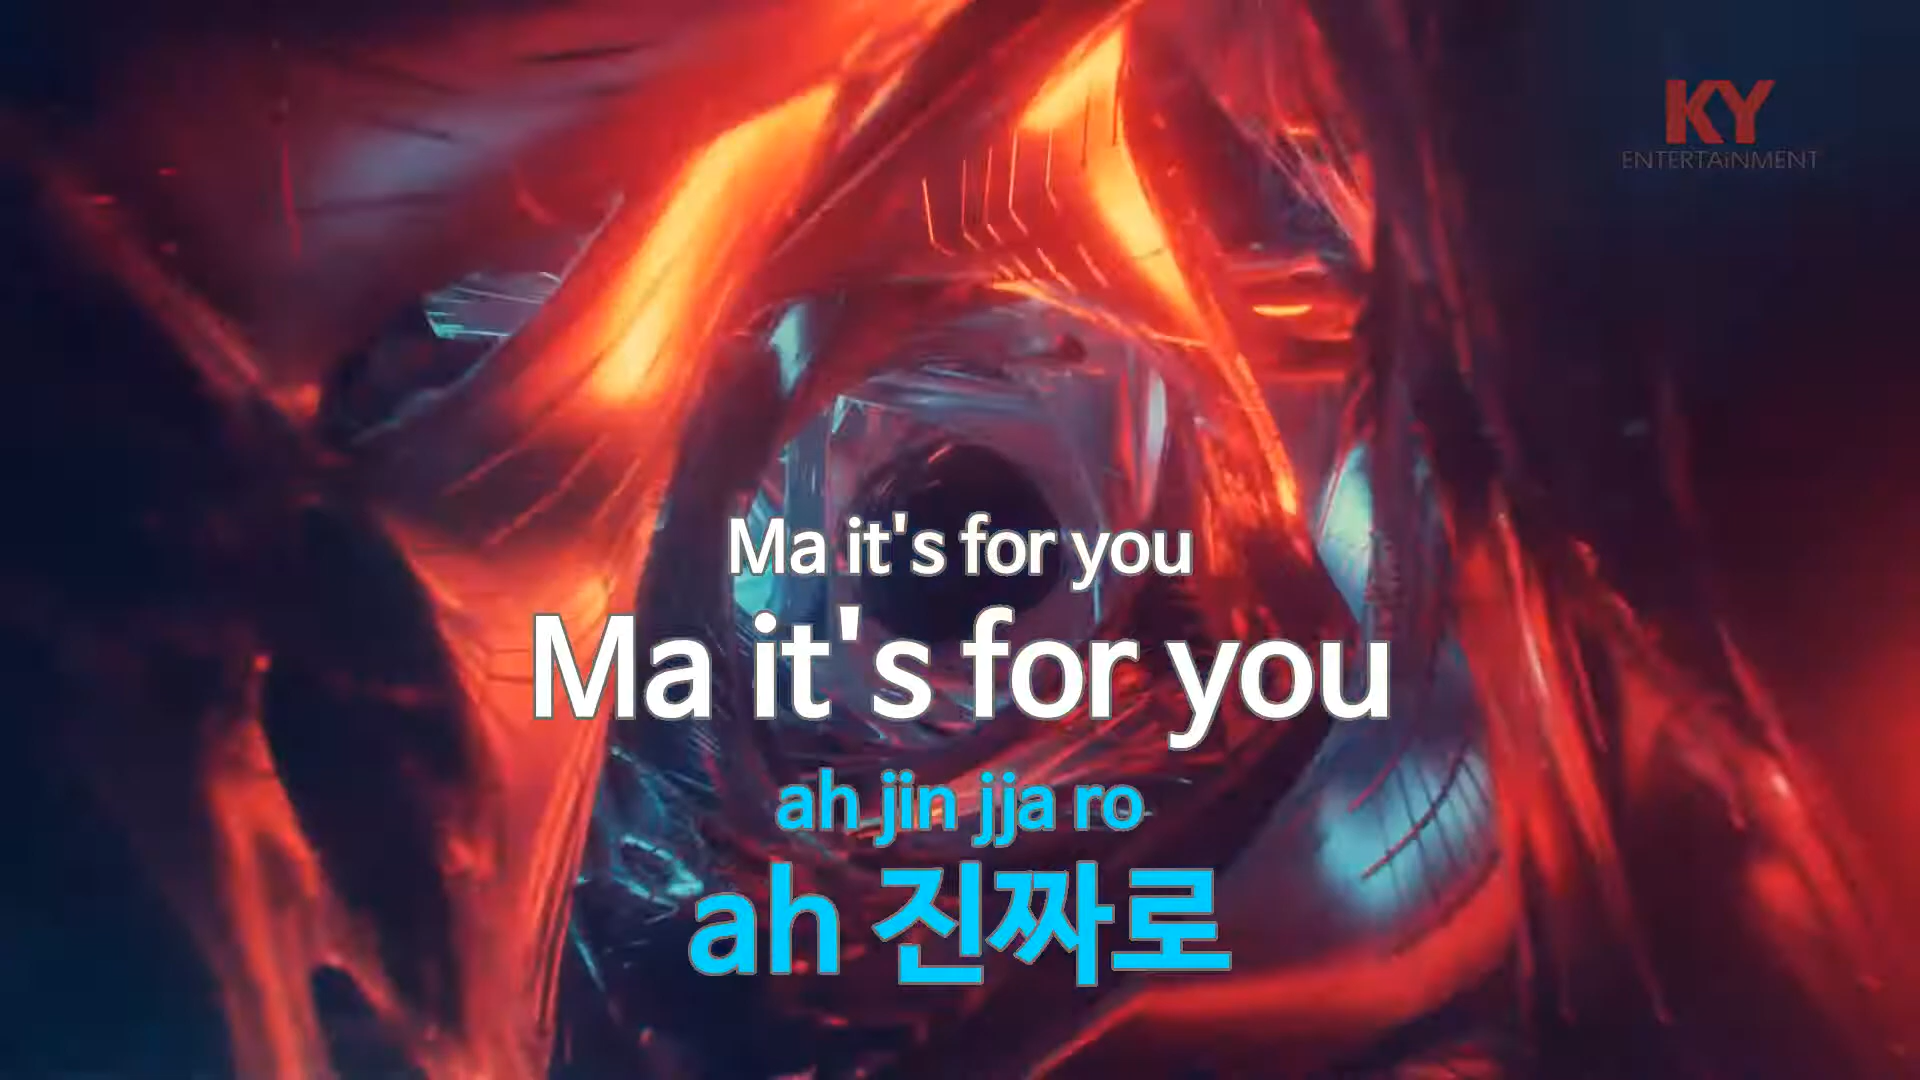 KY
ENTERTAiNMENT
Ma it's for you
Ma it's for you
ah jin jja ro
ah 진짜로